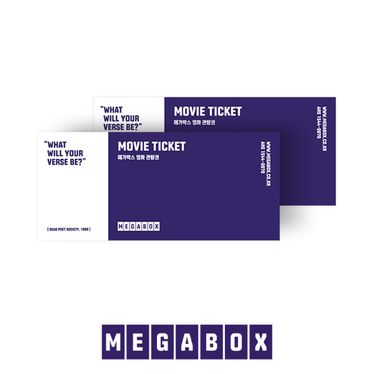 "WHAT
WILL YOUR
VERSE BE?"
MOVIE TICKET
메가박스 영화 관람권
WWW.MEGABOX.CO.KR
ARS 1544-0070
"WHAT
WILL YOUR
VERSE BE?"
[ DEAD POET SOCIETY, 1989 ]
MOVIE TICKET
메가박스 영화 관람권
MEGABOX
WWW.MEGABOX.CO.KR
ARS 1544-0070
MEGABOX